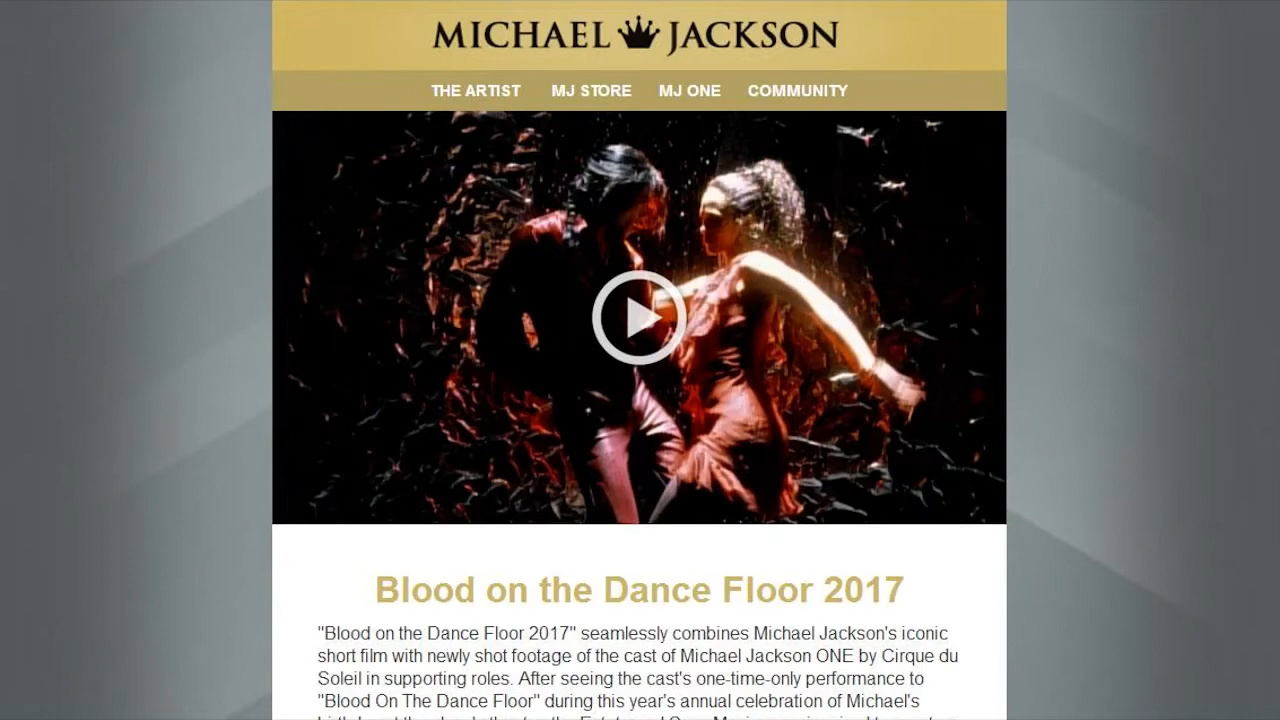 MICHAEL JACKSON
THE ARTIST MJ STORE MJ ONE COMMUNITY
Blood on the Dance Floor 2017
"Blood on the Dance Floor 2017" seamlessly combines Michael Jackson's iconic
short film with newly shot footage of the cast of Michael Jackson ONE by Cirque du
Soleil in supporting roles. After seeing the cast's one-time-only performance to
"Blood On The Dance Floor" during this year's annual celebration of Michael's